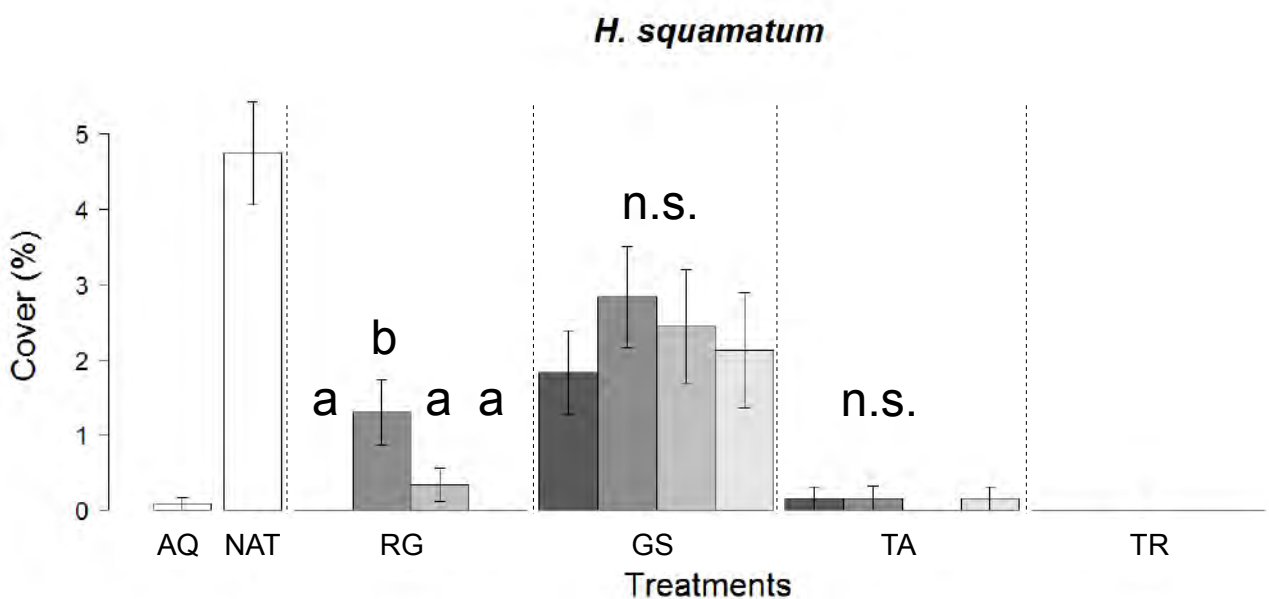 H. squamatum
5
4
3
2
1
0
Cover (%)
n.s.
b
a a a
n.s.
AQ NAT RG GS TA TR
Treatments